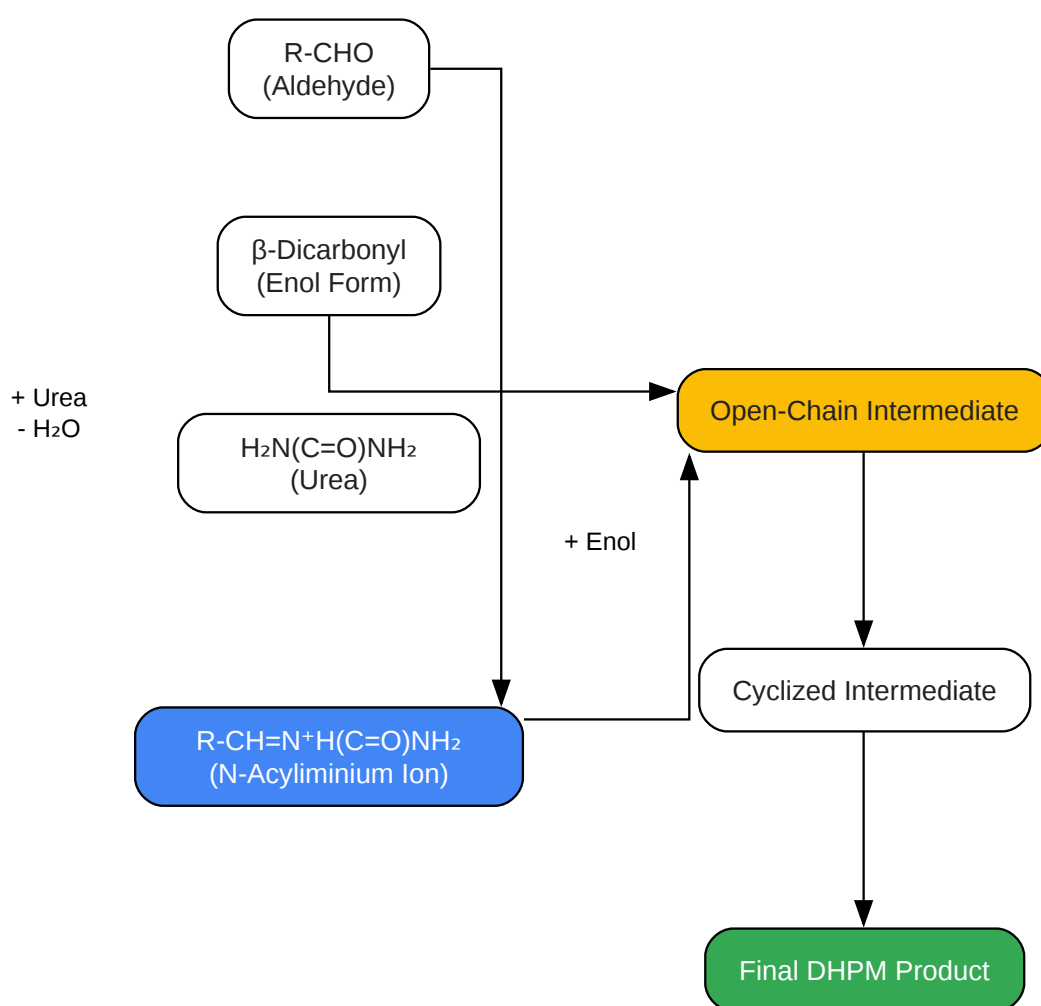 R-CHO
(Aldehyde)
β-Dicarbonyl
(Enol Form)
+ Urea
- H₂O
H₂N(C=O)NH₂
(Urea)
Open-Chain Intermediate
+ Enol
Cyclized Intermediate
R-CH=N⁺H(C=O)NH₂
(N-Acyliminium Ion)
Final DHPM Product